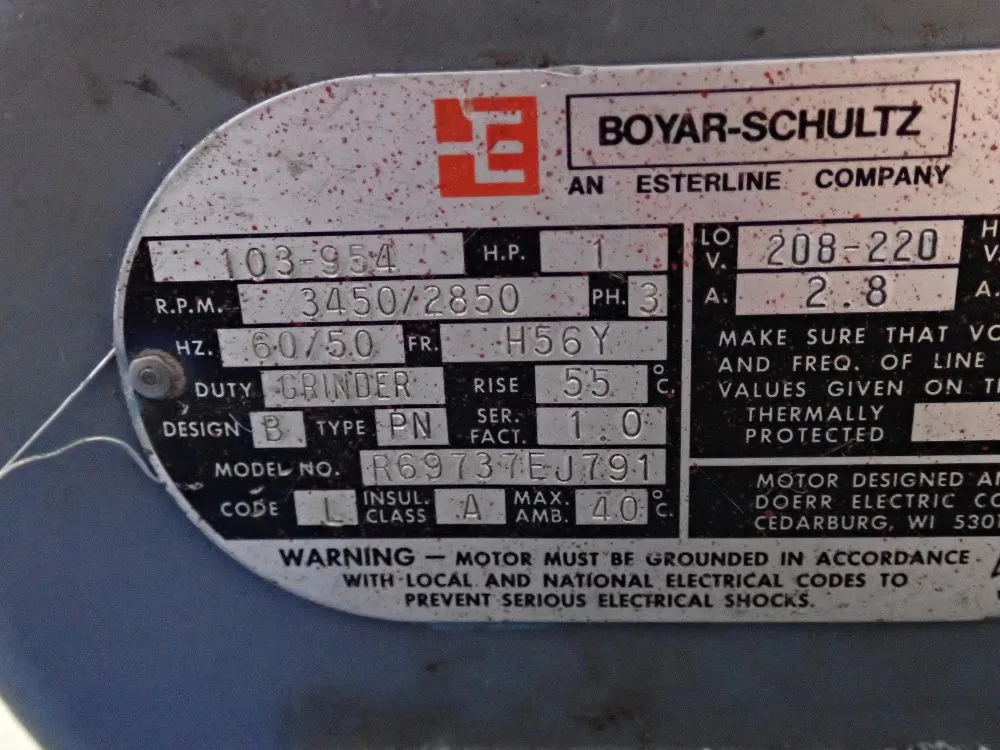 E
BOYAR-SCHULTZ
AN ESTERLINE COMPANY
103-954 H.P. 1
R.P.M. 3450/2850 PH. 3
HZ. 60/50 FR. H56Y
DUTY GRINDER RISE 55 °C.
DESIGN B TYPE PN SER. FACT. 1.0
MODEL NO. R69737EJ791
CODE L INSUL. CLASS A MAX. AMB. 40 °C.
LO V. 208-220 H V.
A. 2.8 A.
MAKE SURE THAT VO
AND FREQ. OF LINE
VALUES GIVEN ON T
THERMALLY
PROTECTED
MOTOR DESIGNED A
DOERR ELECTRIC CO
CEDARBURG, WI 530
WARNING — MOTOR MUST BE GROUNDED IN ACCORDANCE
WITH LOCAL AND NATIONAL ELECTRICAL CODES TO
PREVENT SERIOUS ELECTRICAL SHOCKS.